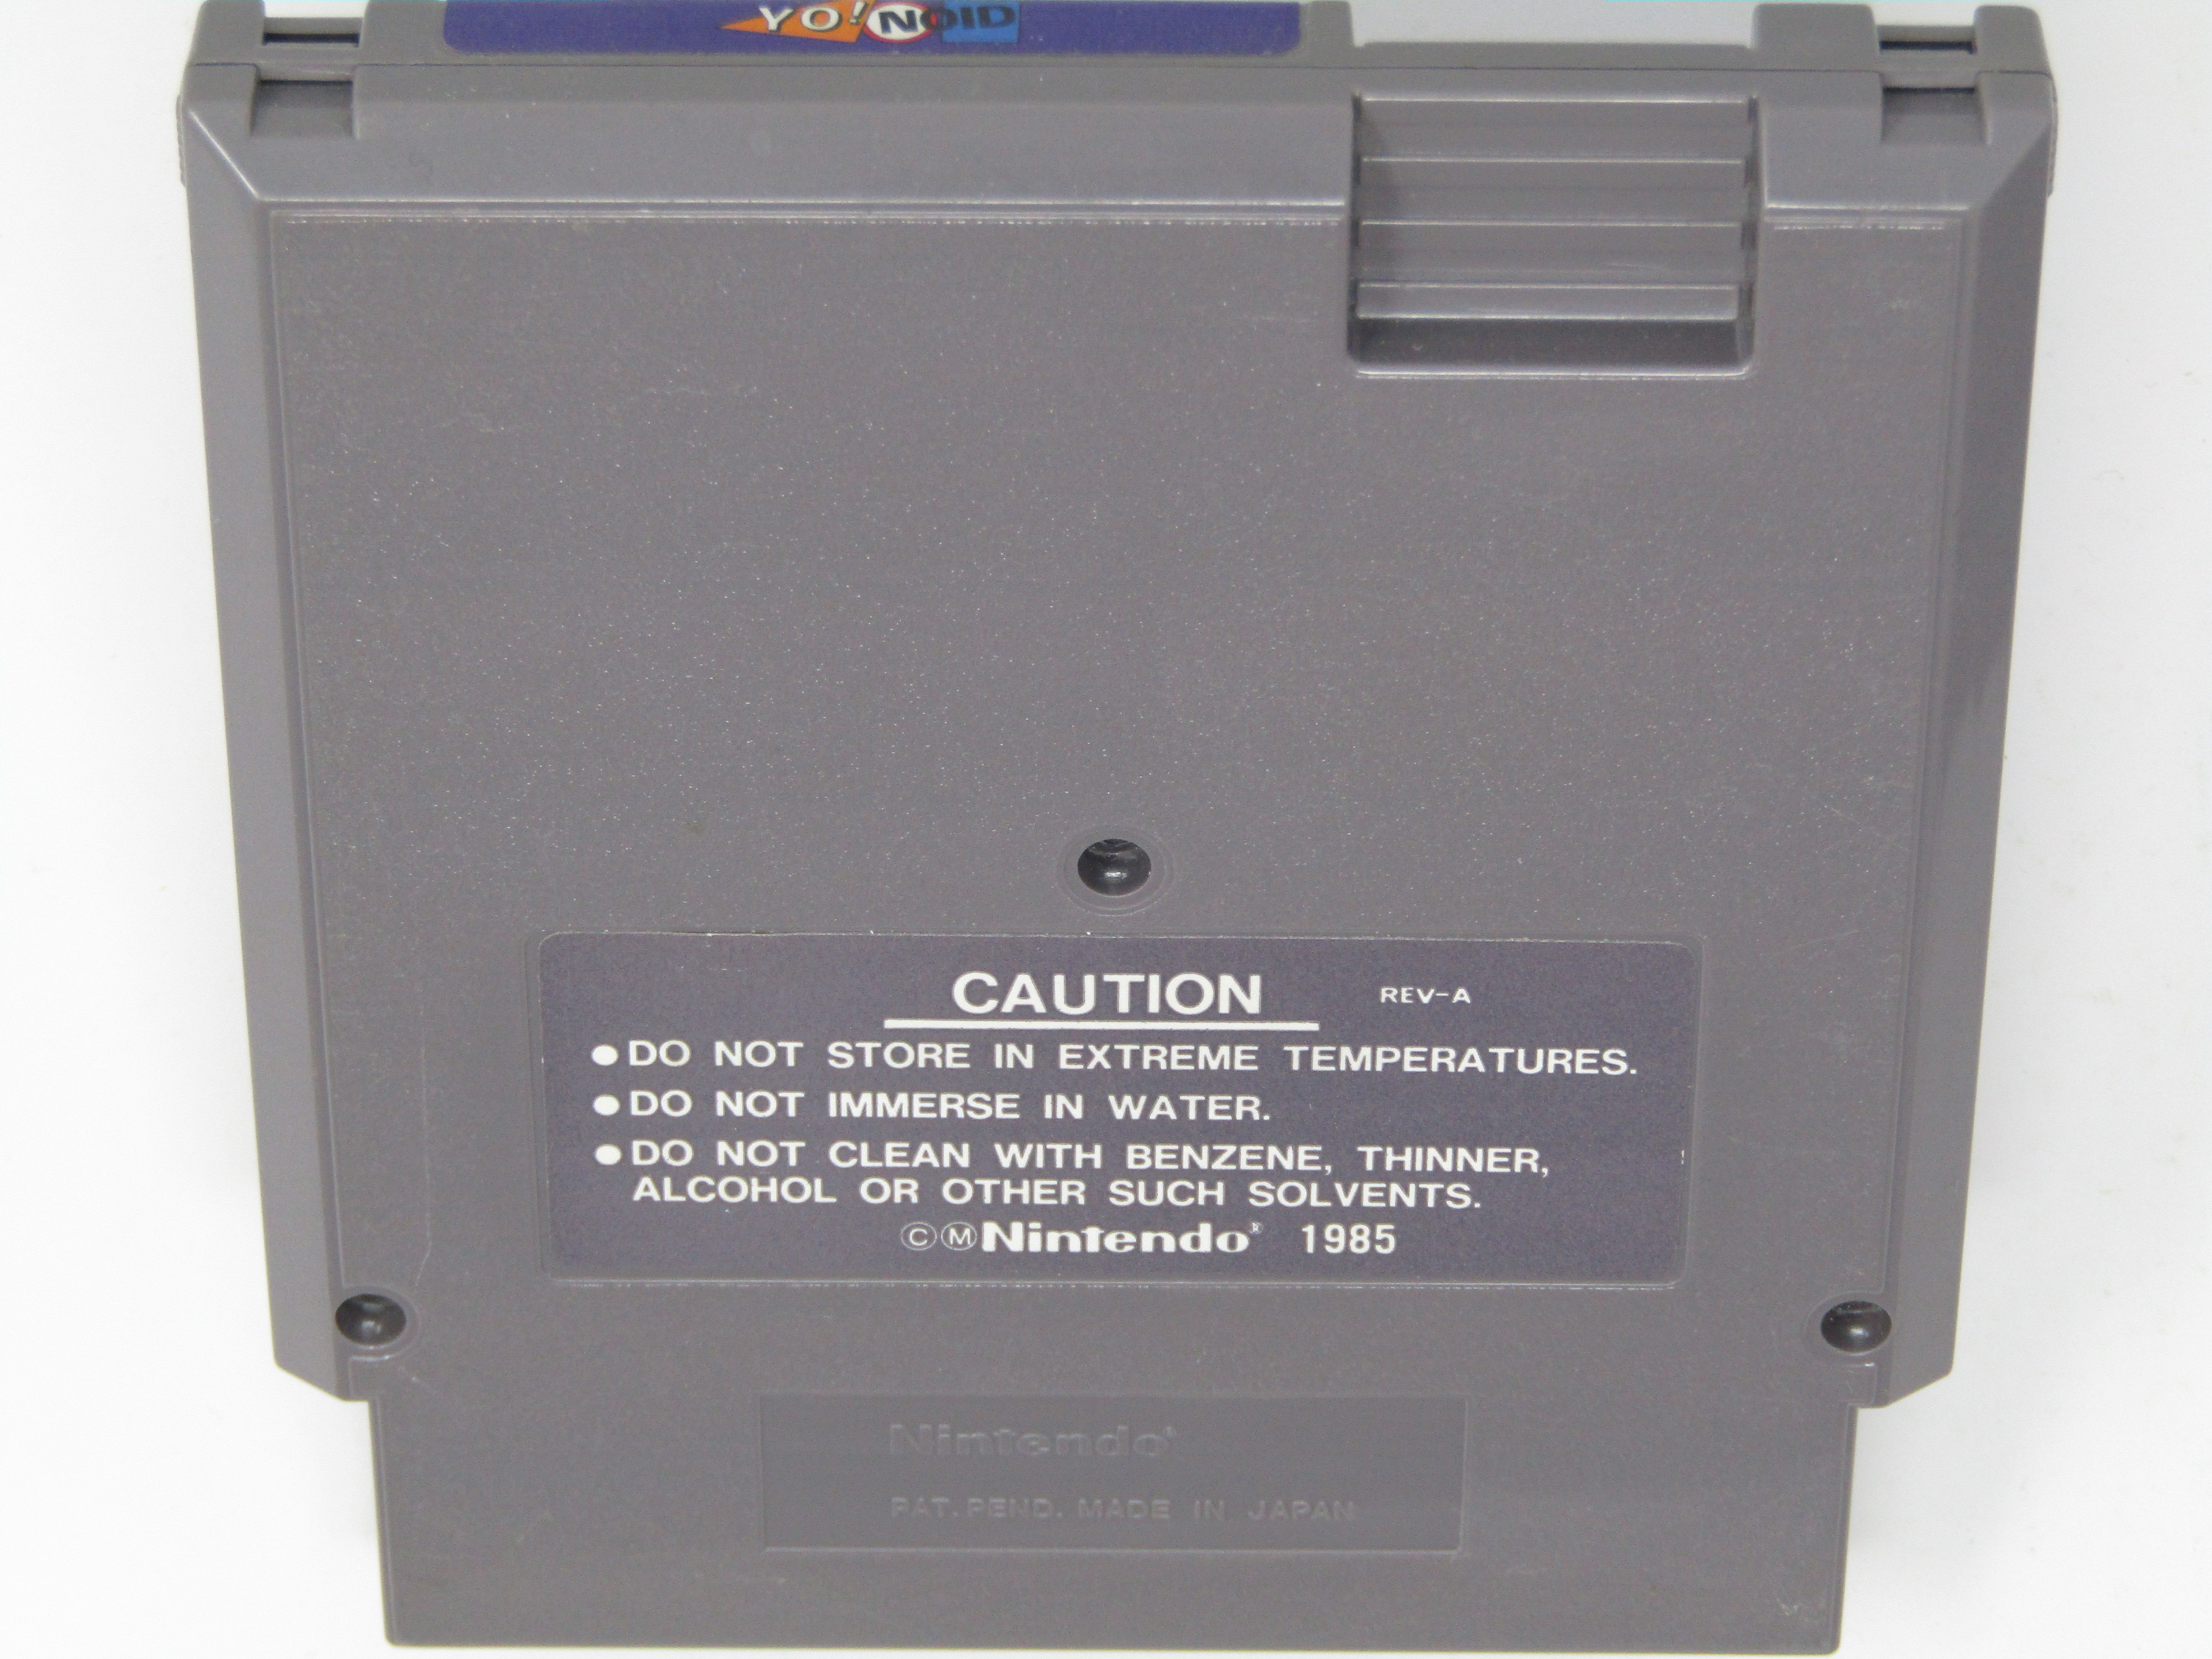 YO! NOID
CAUTION REV-A
●DO NOT STORE IN EXTREME TEMPERATURES.
●DO NOT IMMERSE IN WATER.
●DO NOT CLEAN WITH BENZENE, THINNER,
ALCOHOL OR OTHER SUCH SOLVENTS.
©ⓂNintendo® 1985
Nintendo®
PAT. PEND. MADE IN JAPAN